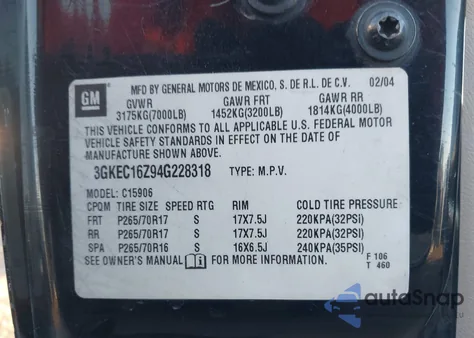 GM
MFD BY GENERAL MOTORS DE MEXICO, S. DE R.L. DE C.V. 02/04
GVWR GAWR FRT GAWR RR
3175KG(7000LB) 1452KG(3200LB) 1814KG(4000LB)
THIS VEHICLE CONFORMS TO ALL APPLICABLE U.S. FEDERAL MOTOR
VEHICLE SAFETY STANDARDS IN EFFECT ON THE DATE OF
MANUFACTURE SHOWN ABOVE.
3GKEC16Z94G228318 TYPE: M.P.V.
MODEL: C15906
CPQM TIRE SIZE SPEED RTG RIM COLD TIRE PRESSURE
FRT P265/70R17 S 17X7.5J 220KPA(32PSI)
RR P265/70R17 S 17X7.5J 220KPA(32PSI)
SPA P265/70R16 S 16X6.5J 240KPA(35PSI)
SEE OWNER'S MANUAL FOR MORE INFORMATION.
F 106
T 460
autoSnap